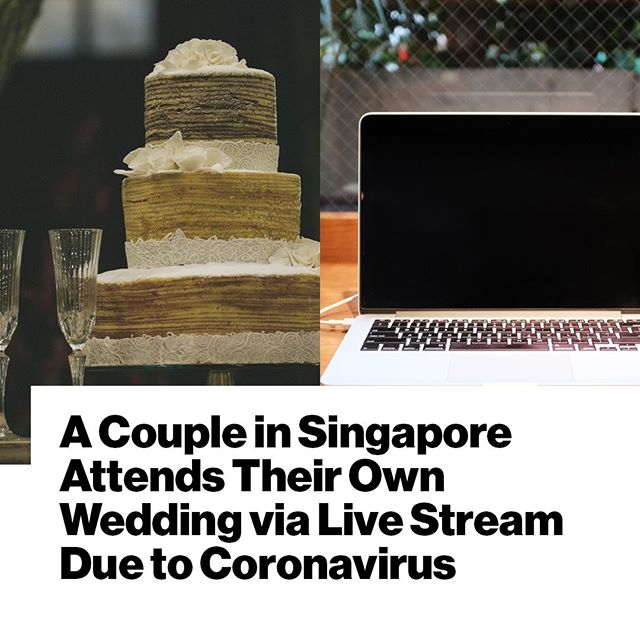 A Couple in Singapore
Attends Their Own
Wedding via Live Stream
Due to Coronavirus